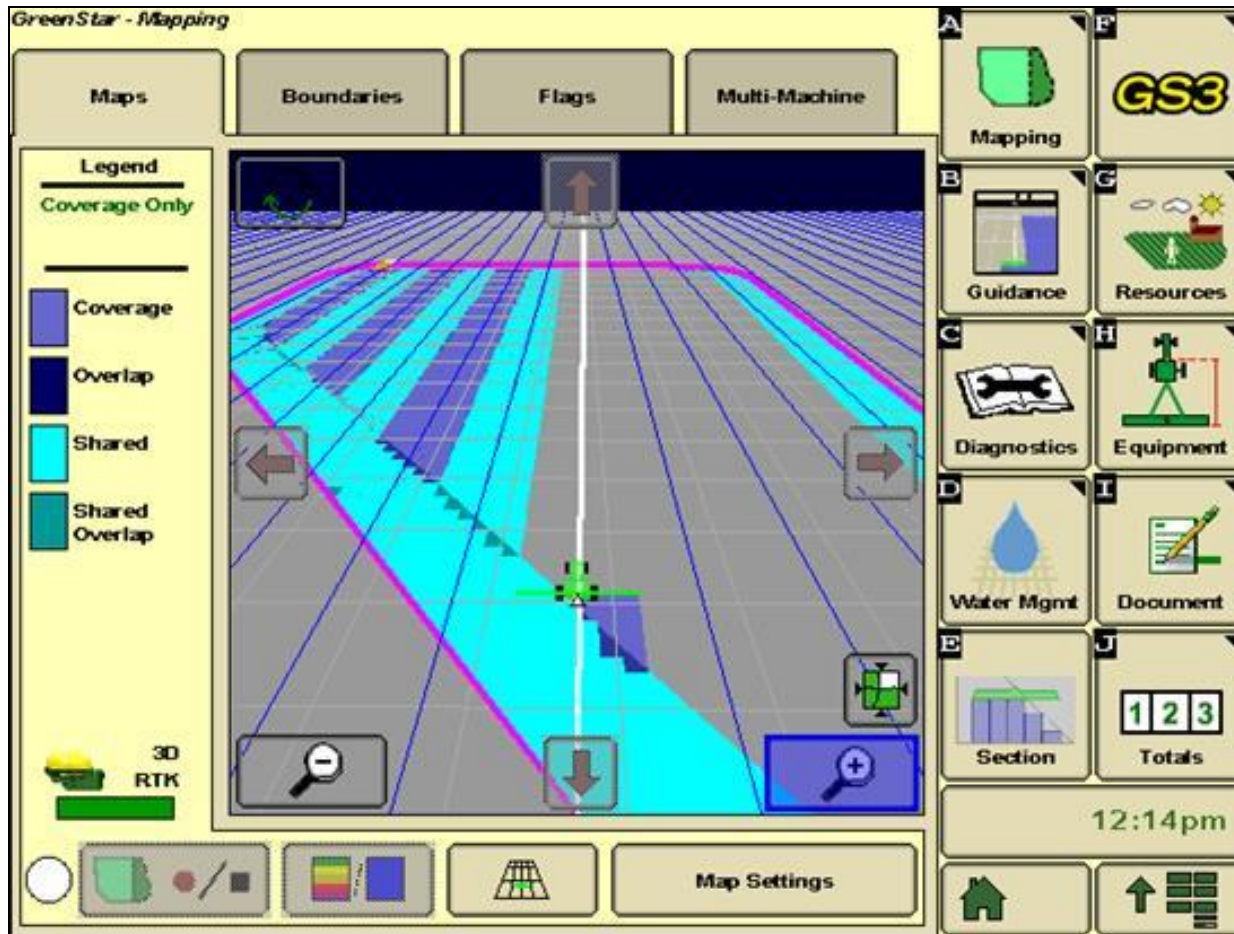 GreenStar - Mapping
Maps
Boundaries
Flags
Multi-Machine
Legend
Coverage Only
Coverage
Overlap
Shared
Shared
Overlap
3D
RTK
Map Settings
A
Mapping
F
GS3
B
Guidance
G
Resources
C
Diagnostics
H
Equipment
D
Water Mgmt
I
Document
E
Section
J
1 2 3
Totals
12:14pm